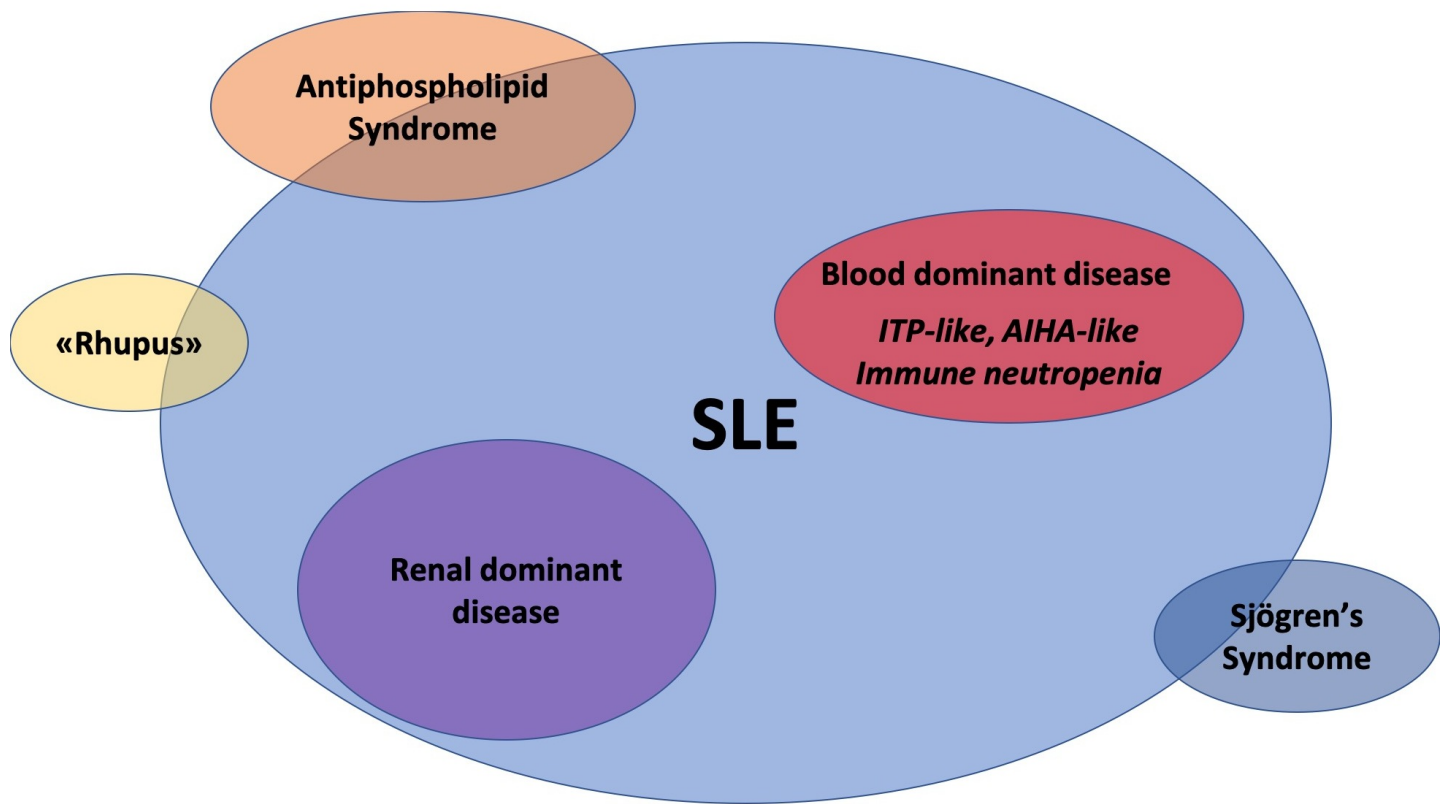 Antiphospholipid
Syndrome
Blood dominant disease
ITP-like, AIHA-like
Immune neutropenia
«Rhupus»
SLE
Renal dominant
disease
Sjögren’s
Syndrome